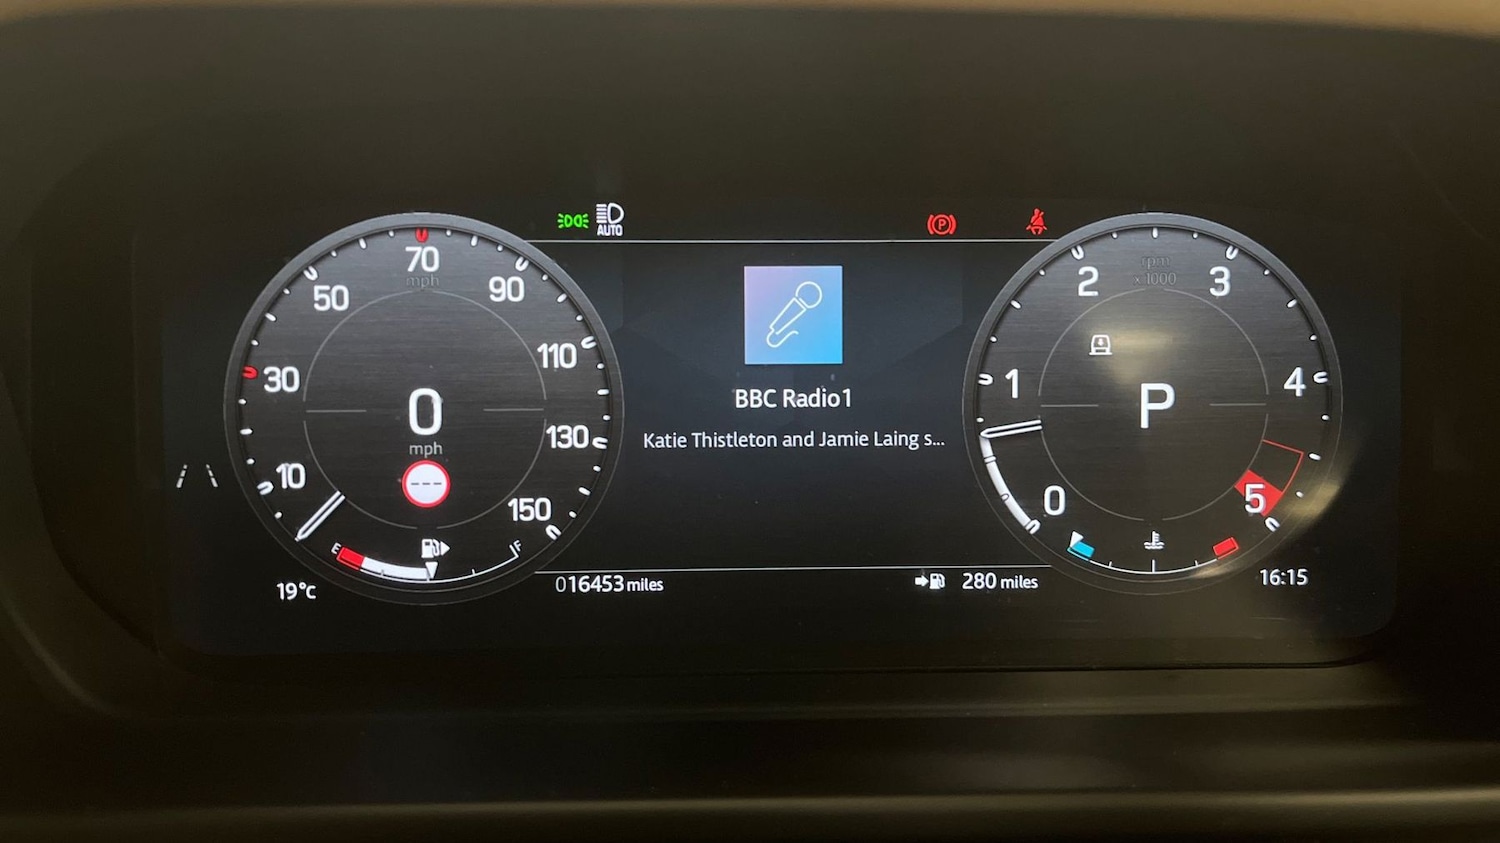 AUTO
P
70
mph
50
90
110
30
0
mph
130
10
---
150
E
F
19°c
016453 miles
BBC Radio1
Katie Thistleton and Jamie Laing s...
280 miles
rpm
x 1000
2
3
1
4
P
0
5
16:15